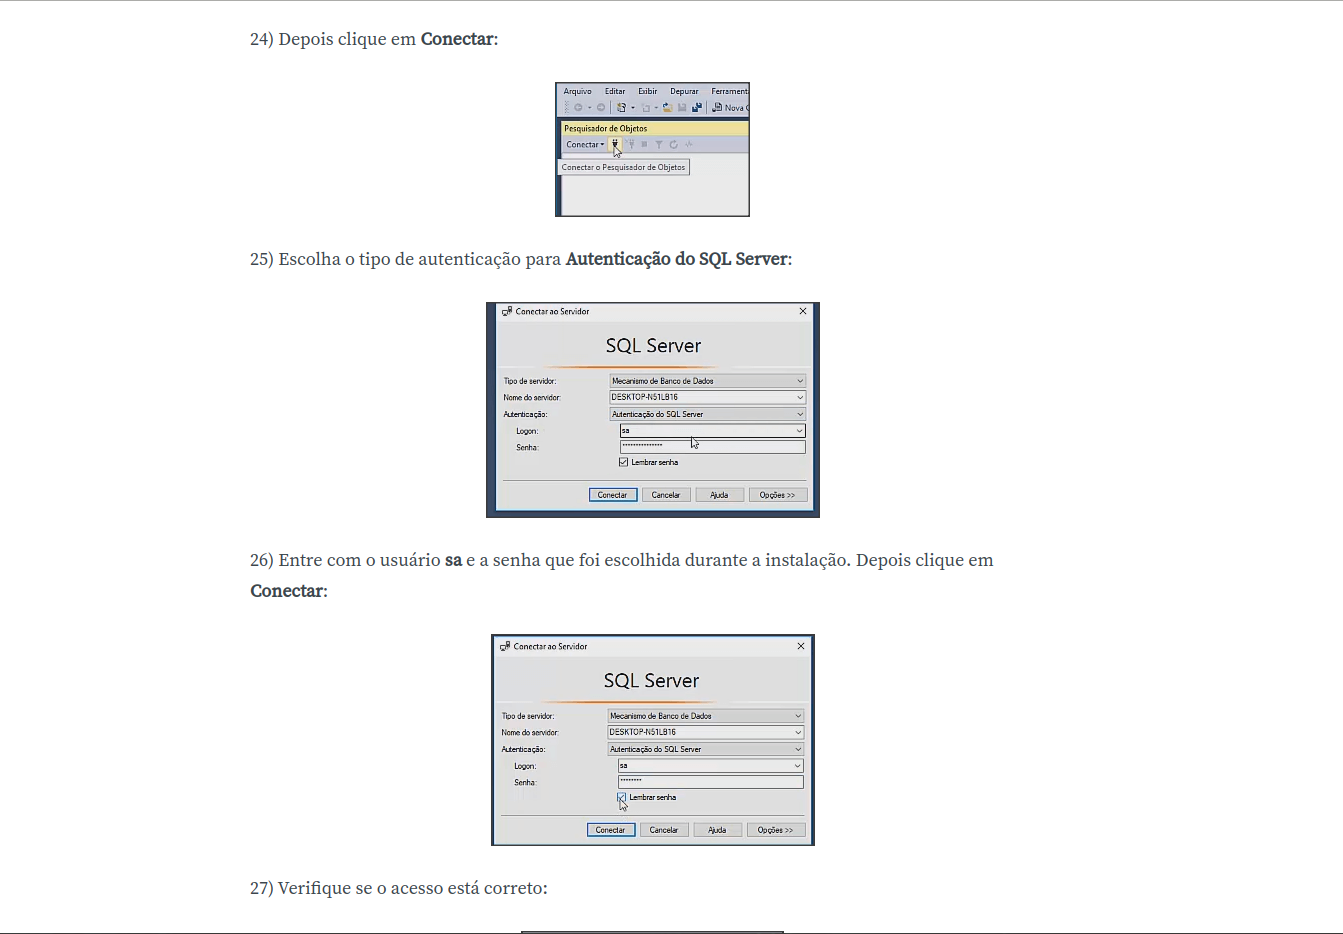 24) Depois clique em Conectar:
Arquivo Editar Exibir Depurar Ferrament
Nova
Pesquisador de Objetos
Conectar
Conectar o Pesquisador de Objetos
25) Escolha o tipo de autenticação para Autenticação do SQL Server:
Conectar ao Servidor
SQL Server
Tipo de servidor: Mecanismo de Banco de Dados
Nome do servidor: DESKTOP-N51LB16
Autenticação: Autenticação do SQL Server
Logon: sa
Senha: ***************
Lembrar senha
Conectar Cancelar Ajuda Opções >>
26) Entre com o usuário sa e a senha que foi escolhida durante a instalação. Depois clique em
Conectar:
Conectar ao Servidor
SQL Server
Tipo de servidor: Mecanismo de Banco de Dados
Nome do servidor: DESKTOP-N51LB16
Autenticação: Autenticação do SQL Server
Logon: sa
Senha: ********
Lembrar senha
Conectar Cancelar Ajuda Opções >>
27) Verifique se o acesso está correto: